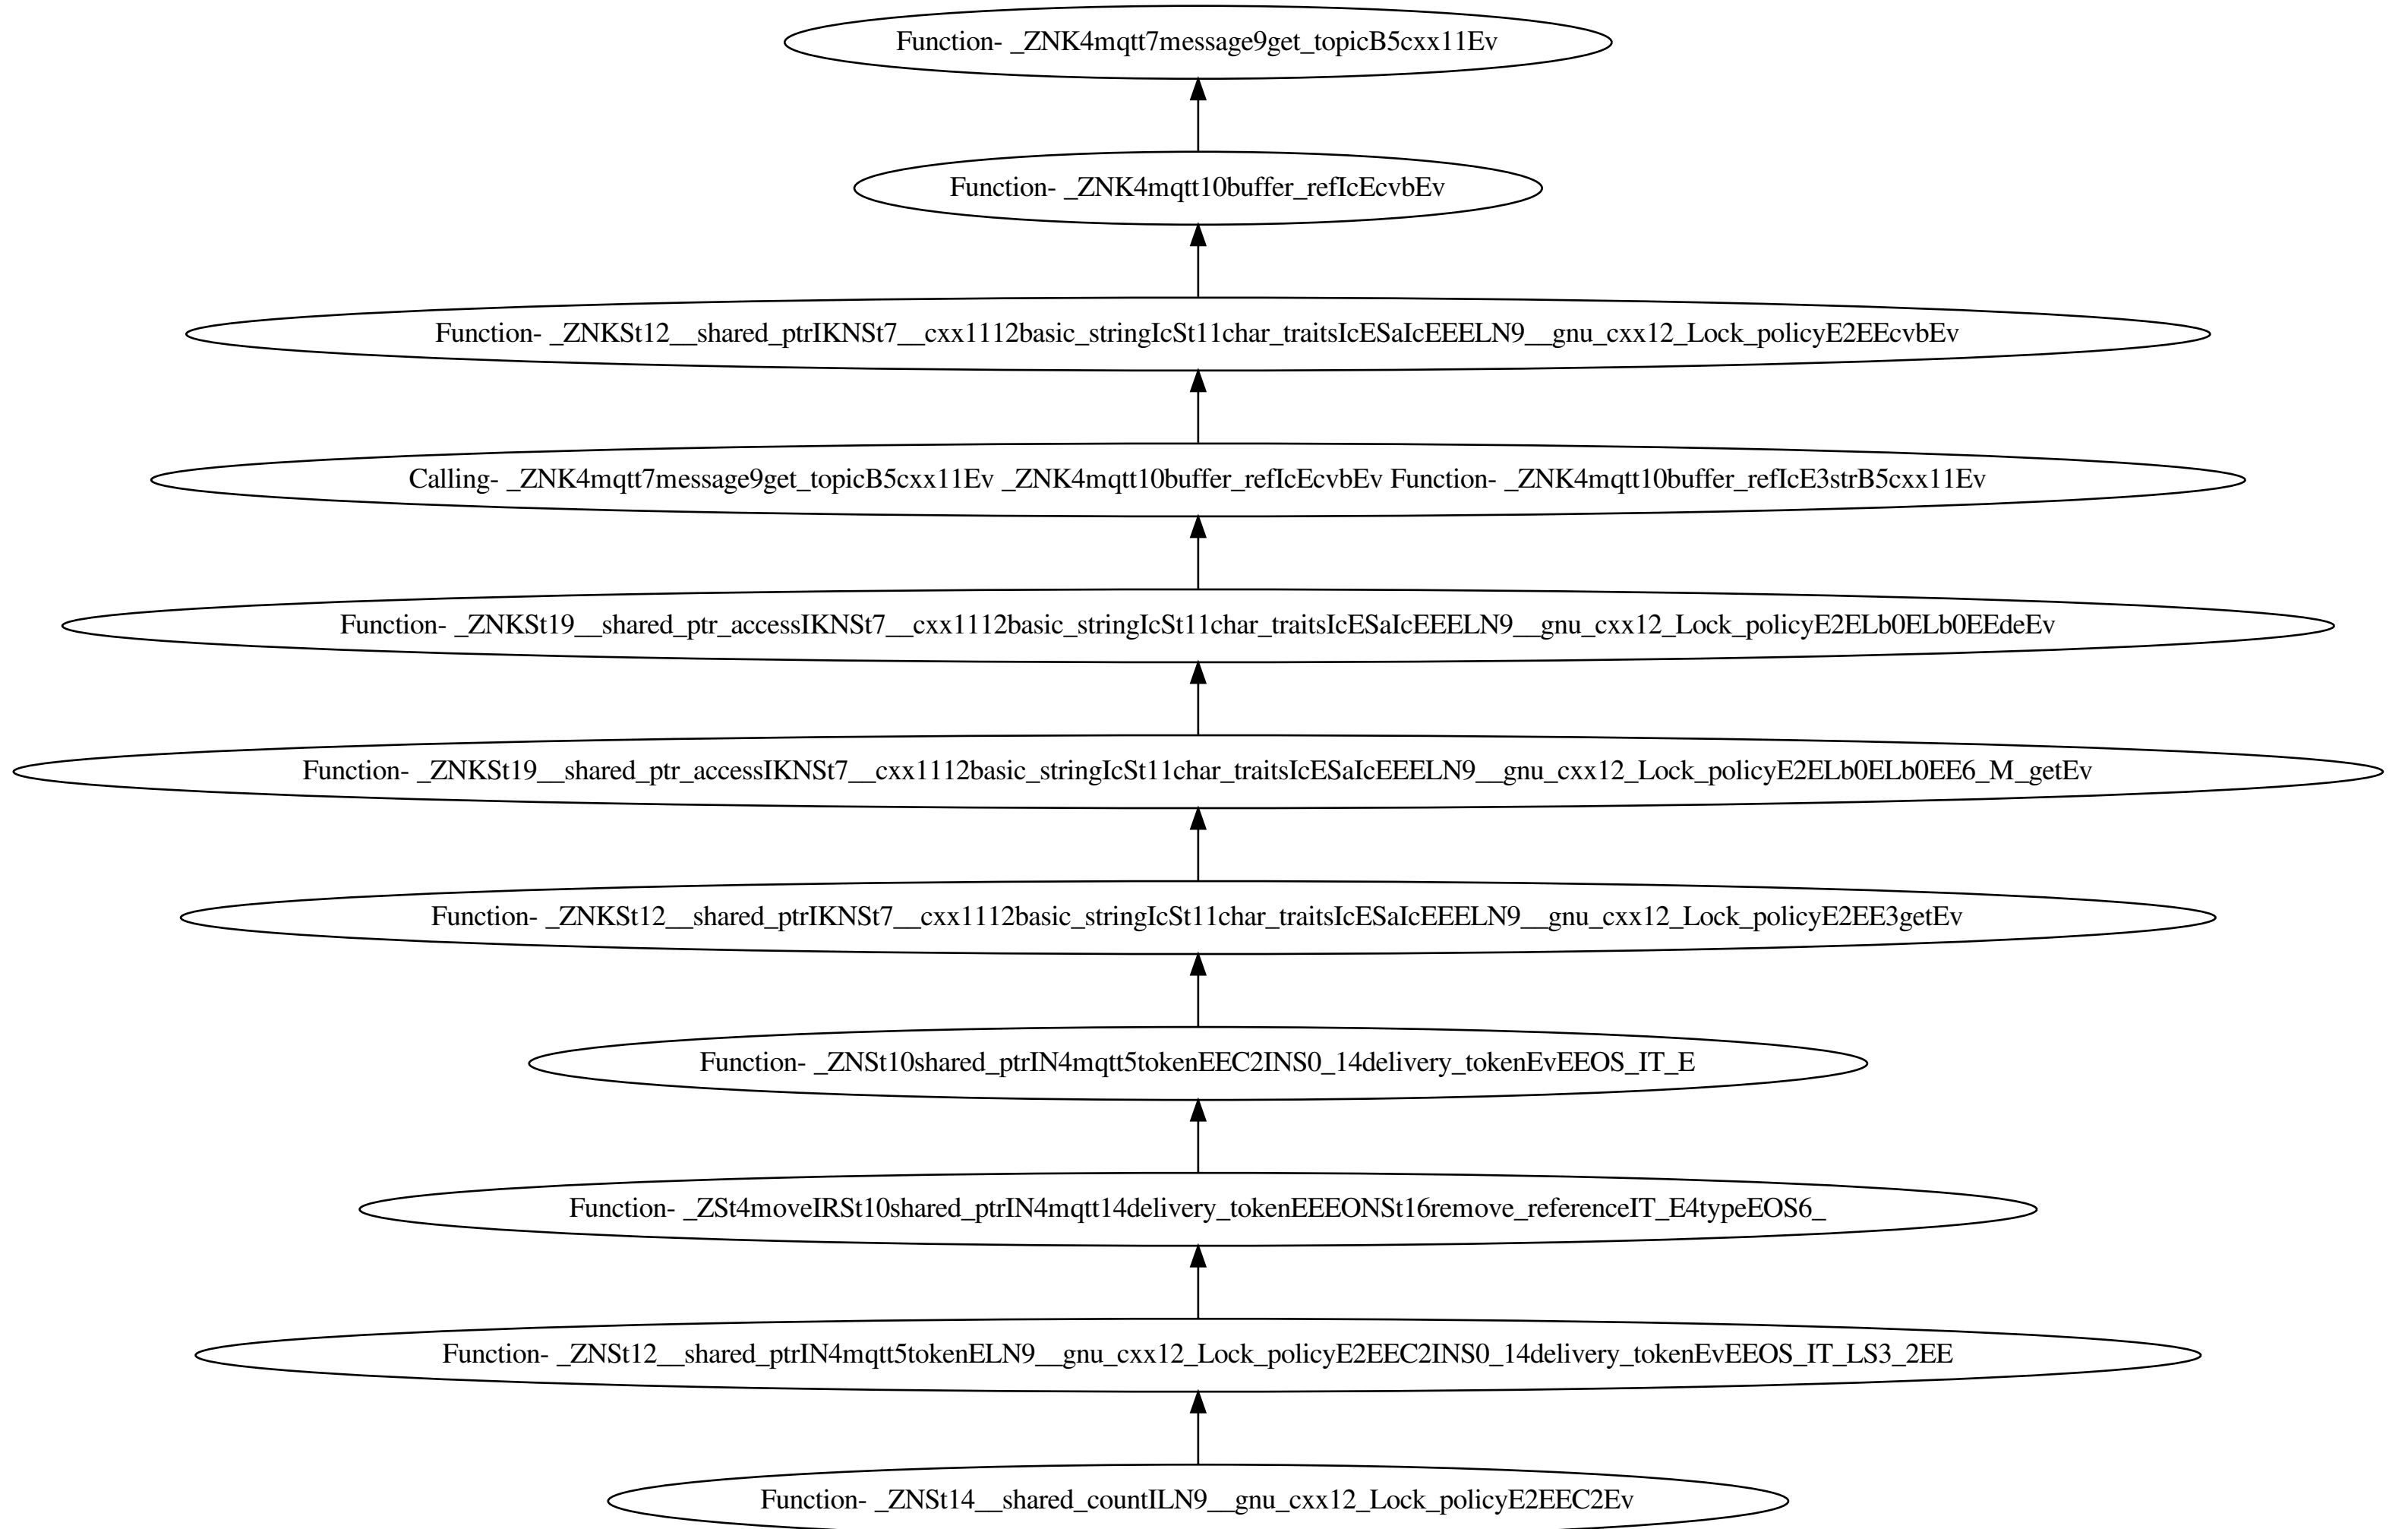 Function- _ZNK4mqtt7message9get_topicB5cxx11Ev
Function- _ZNK4mqtt10buffer_refIcEcvbEv
Function- _ZNKSt12__shared_ptrIKNSt7__cxx1112basic_stringIcSt11char_traitsIcESaIcEEELN9__gnu_cxx12_Lock_policyE2EEcvbEv
Calling- _ZNK4mqtt7message9get_topicB5cxx11Ev _ZNK4mqtt10buffer_refIcEcvbEv Function- _ZNK4mqtt10buffer_refIcE3strB5cxx11Ev
Function- _ZNKSt19__shared_ptr_accessIKNSt7__cxx1112basic_stringIcSt11char_traitsIcESaIcEEELN9__gnu_cxx12_Lock_policyE2ELb0ELb0EEdeEv
Function- _ZNKSt19__shared_ptr_accessIKNSt7__cxx1112basic_stringIcSt11char_traitsIcESaIcEEELN9__gnu_cxx12_Lock_policyE2ELb0ELb0EE6_M_getEv
Function- _ZNKSt12__shared_ptrIKNSt7__cxx1112basic_stringIcSt11char_traitsIcESaIcEEELN9__gnu_cxx12_Lock_policyE2EE3getEv
Function- _ZNSt10shared_ptrIN4mqtt5tokenEEC2INS0_14delivery_tokenEvEEOS_IT_E
Function- _ZSt4moveIRSt10shared_ptrIN4mqtt14delivery_tokenEEEONSt16remove_referenceIT_E4typeEOS6_
Function- _ZNSt12__shared_ptrIN4mqtt5tokenELN9__gnu_cxx12_Lock_policyE2EEC2INS0_14delivery_tokenEvEEOS_IT_LS3_2EE
Function- _ZNSt14__shared_countILN9__gnu_cxx12_Lock_policyE2EEC2Ev